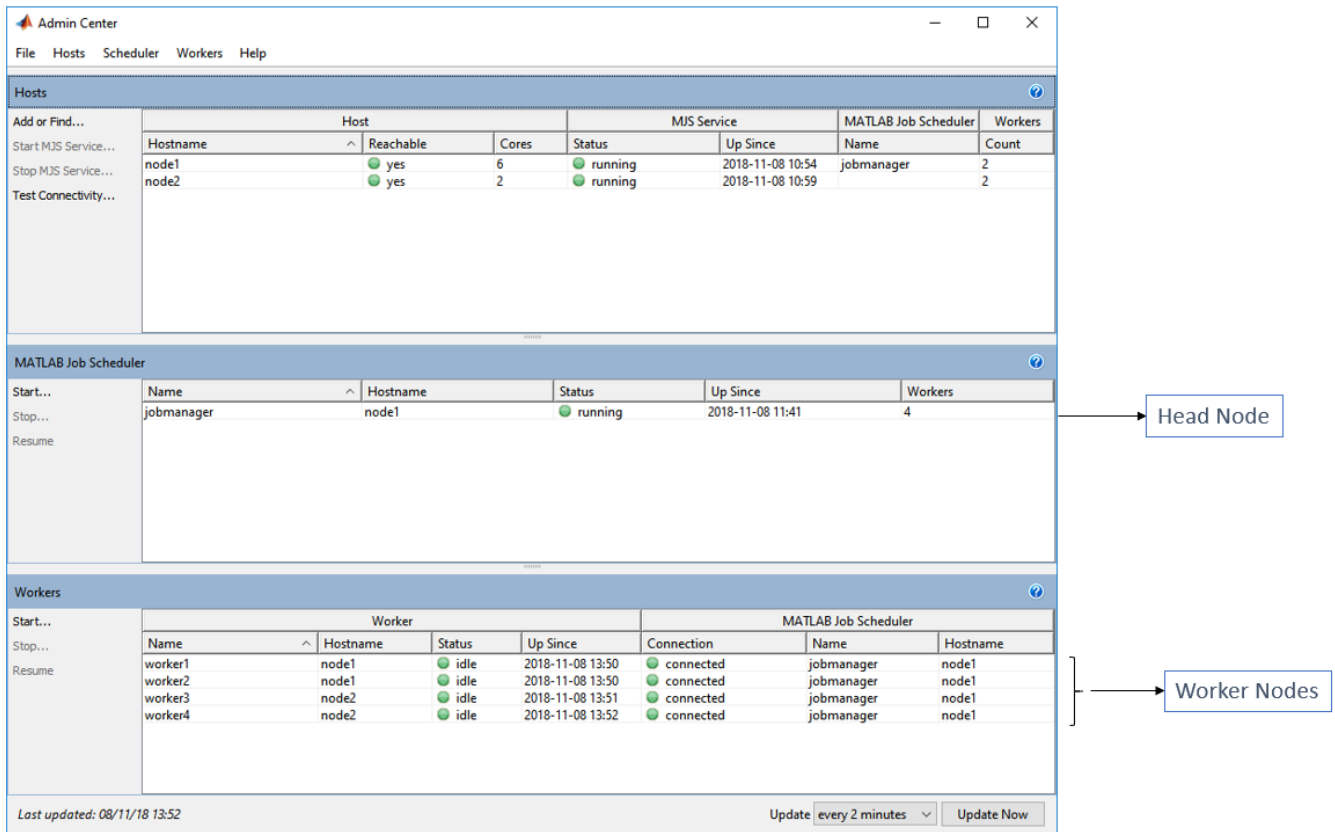 Admin Center
File Hosts Scheduler Workers Help
Hosts
Add or Find...
Start MJS Service...
Stop MJS Service...
Test Connectivity...
Host MJS Service MATLAB Job Scheduler Workers
Hostname Reachable Cores Status Up Since Name Count
node1 yes 6 running 2018-11-08 10:54 jobmanager 2
node2 yes 2 running 2018-11-08 10:59 2
MATLAB Job Scheduler
Start...
Stop...
Resume
Name Hostname Status Up Since Workers
jobmanager node1 running 2018-11-08 11:41 4
Head Node
Workers
Start...
Stop...
Resume
Worker MATLAB Job Scheduler
Name Hostname Status Up Since Connection Name Hostname
worker1 node1 idle 2018-11-08 13:50 connected jobmanager node1
worker2 node1 idle 2018-11-08 13:50 connected jobmanager node1
worker3 node2 idle 2018-11-08 13:51 connected jobmanager node1
worker4 node2 idle 2018-11-08 13:52 connected jobmanager node1
Worker Nodes
Last updated: 08/11/18 13:52 Update every 2 minutes Update Now